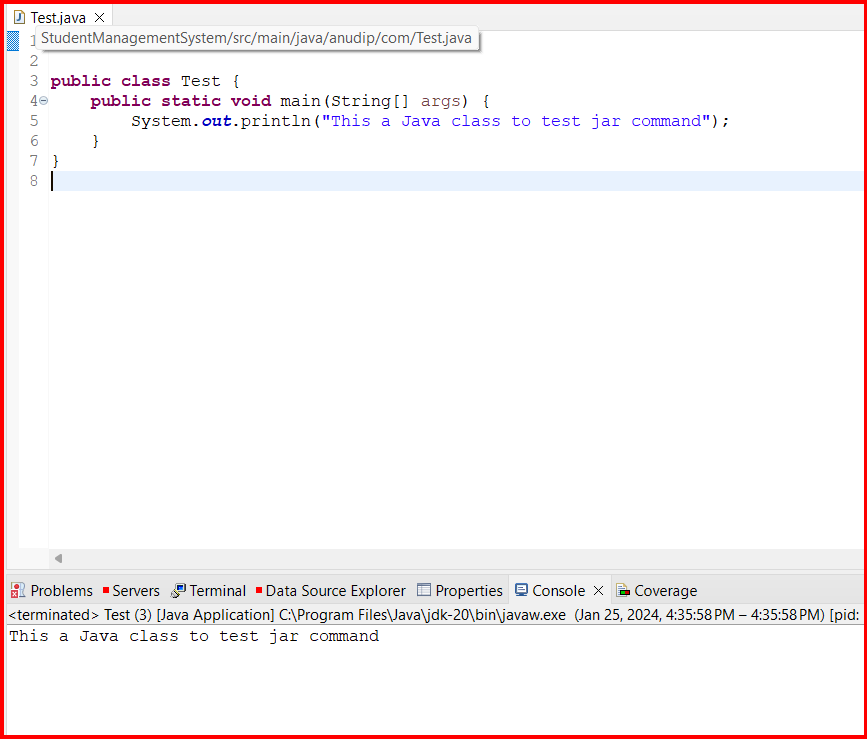 Test.java
1
StudentManagementSystem/src/main/java/anudip/com/Test.java
2
3 public class Test {
4 public static void main(String[] args) {
5 System.out.println("This a Java class to test jar command");
6 }
7 }
8
Problems Servers Terminal Data Source Explorer Properties Console Coverage
<terminated> Test (3) [Java Application] C:\Program Files\Java\jdk-20\bin\javaw.exe (Jan 25, 2024, 4:35:58 PM – 4:35:58 PM) [pid:
This a Java class to test jar command